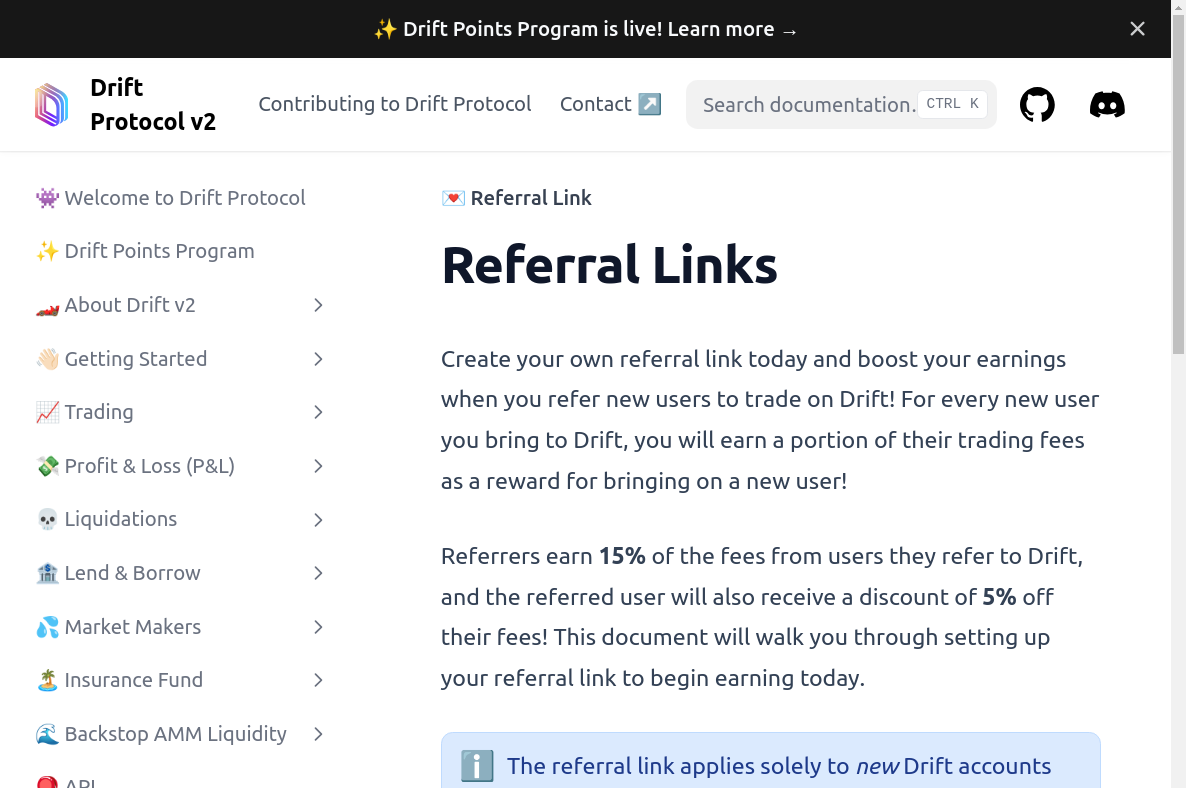 ✨ Drift Points Program is live! Learn more →
Drift
Protocol v2
Contributing to Drift Protocol
Contact ↗️
Search documentation.
CTRL K
👾 Welcome to Drift Protocol
✨ Drift Points Program
🏎️ About Drift v2
👋🏻 Getting Started
📈 Trading
💸 Profit & Loss (P&L)
💀 Liquidations
🏦 Lend & Borrow
💦 Market Makers
🏝️ Insurance Fund
🌊 Backstop AMM Liquidity
API
💌 Referral Link
Referral Links
Create your own referral link today and boost your earnings
when you refer new users to trade on Drift! For every new user
you bring to Drift, you will earn a portion of their trading fees
as a reward for bringing on a new user!
Referrers earn 15% of the fees from users they refer to Drift,
and the referred user will also receive a discount of 5% off
their fees! This document will walk you through setting up
your referral link to begin earning today.
ℹ️ The referral link applies solely to new Drift accounts